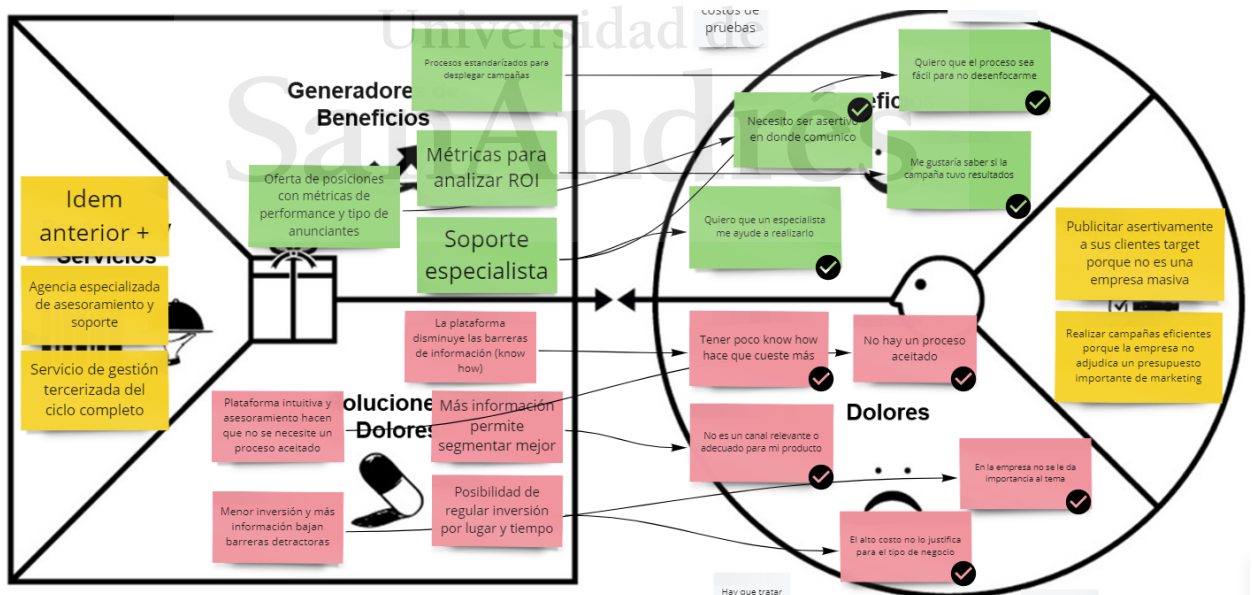 Universidad de
SanAndrés
costos de
pruebas
Procesos estandarizados para
desplegar campañas
Generadores de
Beneficios
Métricas para
analizar ROI
Oferta de posiciones
con métricas de
performance y tipo de
anunciantes
Soporte
especialista
Idem
anterior +
Servicios
Agencia especializada
de asesoramiento y
soporte
Servicio de gestión
tercerizada del
ciclo completo
La plataforma
disminuye las barreras
de información (know
how)
Plataforma intuitiva y
asesoramiento hacen
que no se necesite un
proceso aceitado
olucione
Dolores
Más información
permite
segmentar mejor
Menor inversión y más
información bajan
barreras detractoras
Posibilidad de
regular inversión
por lugar y tiempo
Quiero que el proceso sea
fácil para no desenfocarme
Necesito ser asertivo
en donde comunico
eficio
Me gustaría saber si la
campaña tuvo resultados
Quiero que un especialista
me ayude a realizarlo
Publicitar asertivamente
a sus clientes target
porque no es una
empresa masiva
Realizar campañas eficientes
porque la empresa no
adjudica un presupuesto
importante de marketing
Tener poco know how
hace que cueste más
No hay un proceso
aceitado
Dolores
No es un canal relevante o
adecuado para mi producto
En la empresa no se le da
importancia al tema
El alto costo no lo justifica
para el tipo de negocio
Hay que tratar